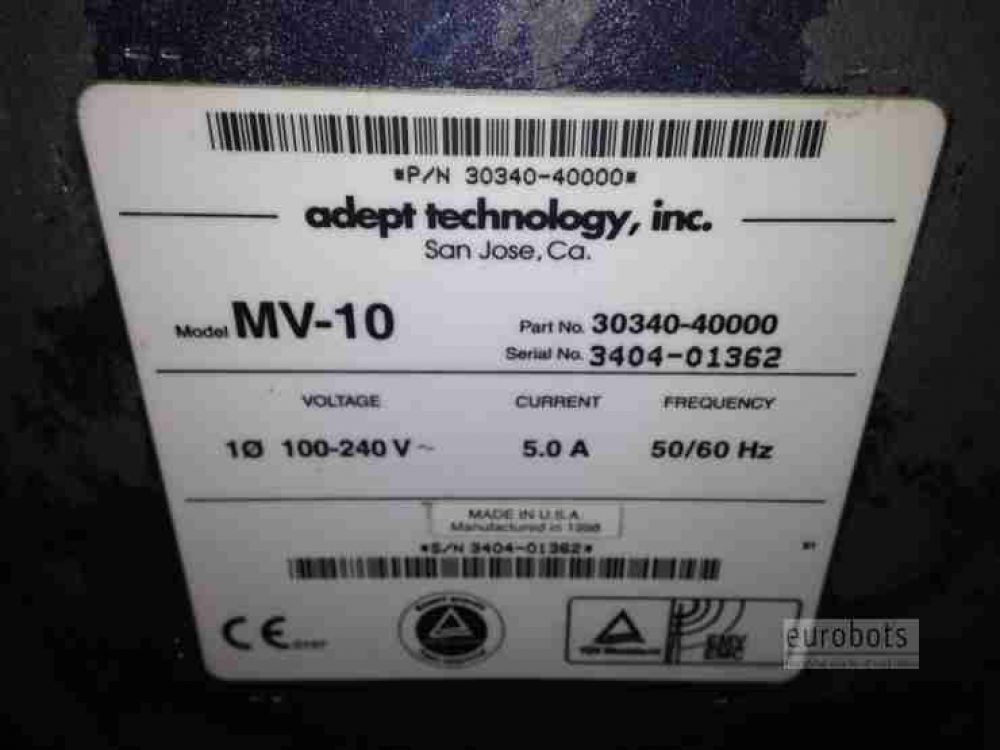 *P/N 30340-40000*
adept technology, inc.
San Jose, Ca.
Model MV-10
Part No. 30340-40000
Serial No. 3404-01362
VOLTAGE CURRENT FREQUENCY
1Ø 100-240 V ~ 5.0 A 50/60 Hz
MADE IN U.S.A
Manufactured in 1998
*S/N 3404-01362*
CE
eurobots